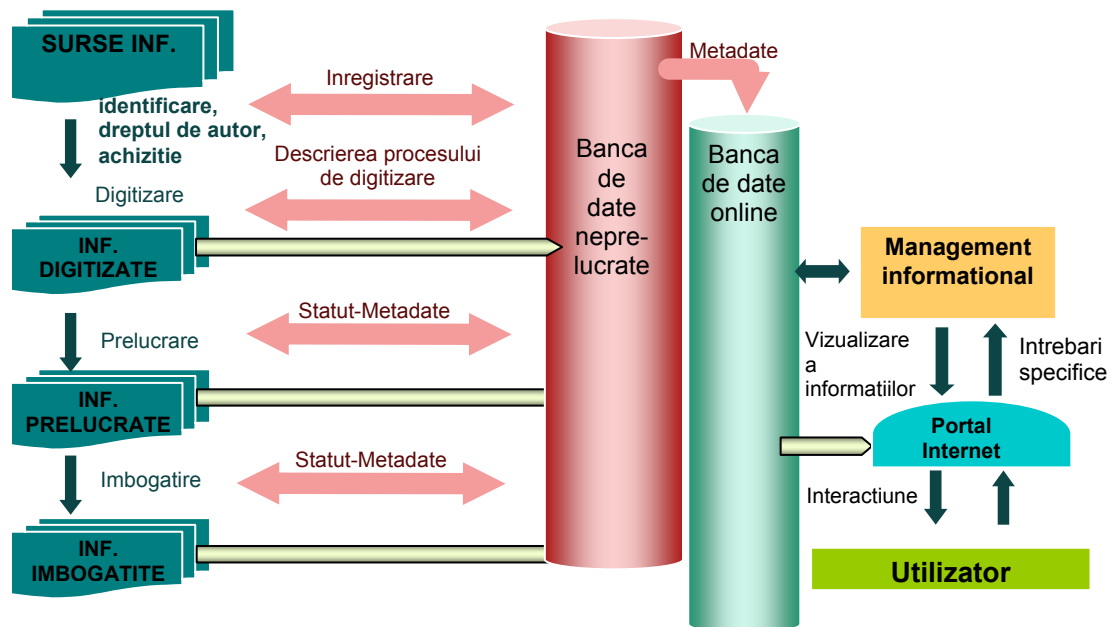 SURSE INF.
identificare,
dreptul de autor,
achizitie
Digitizare
INF.
DIGITIZATE
Prelucrare
INF.
PRELUCRATE
Imbogatire
INF.
IMBOGATITE
Inregistrare
Descrierea procesului
de digitizare
Statut-Metadate
Statut-Metadate
Banca
de
date
nepre-
lucrate
Metadate
Banca
de date
online
Management
informational
Vizualizare
a
informatiilor
Intrebari
specifice
Portal
Internet
Interactiune
Utilizator